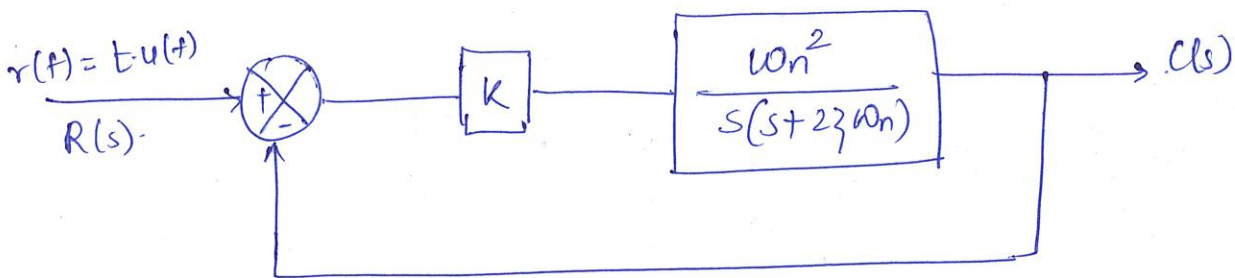 r(t) = t.u(t)
R(s).
+
-
K
ωn²
s(s+2ζωn)
C(s)